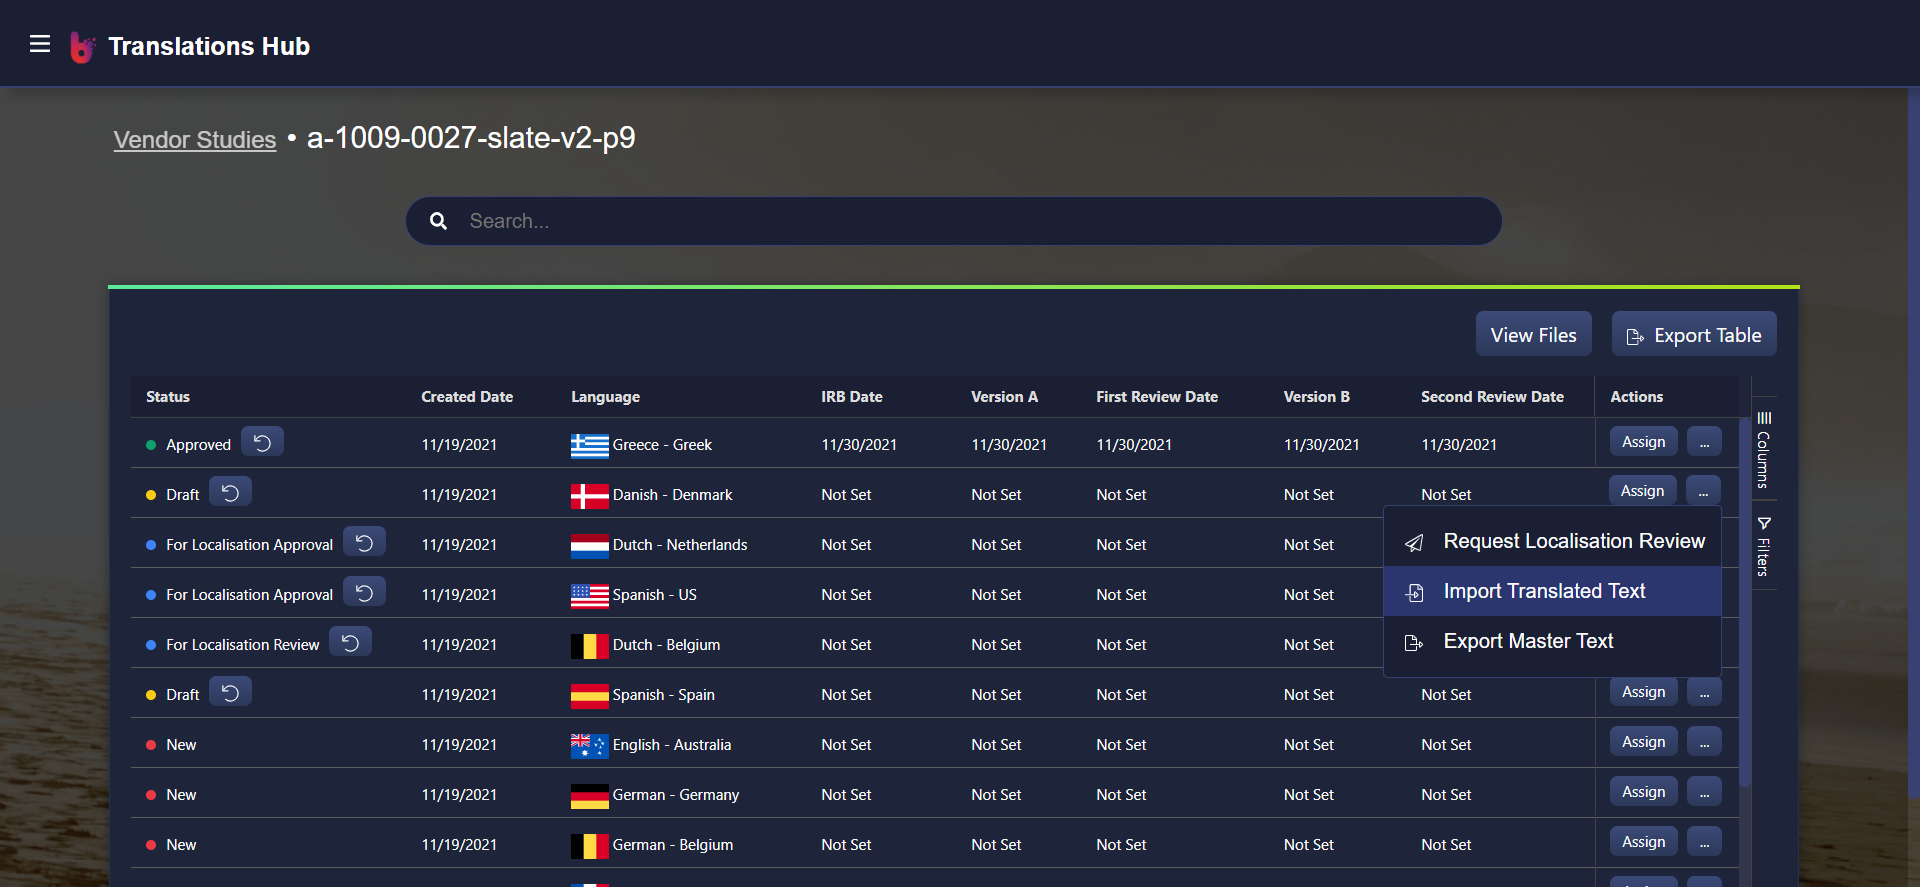 Translations Hub
Vendor Studies • a-1009-0027-slate-v2-p9
Search...
View Files
Export Table
Status Created Date Language IRB Date Version A First Review Date Version B Second Review Date Actions
Approved 11/19/2021 Greece - Greek 11/30/2021 11/30/2021 11/30/2021 11/30/2021 11/30/2021 Assign ...
Draft 11/19/2021 Danish - Denmark Not Set Not Set Not Set Not Set Not Set Assign ...
For Localisation Approval 11/19/2021 Dutch - Netherlands Not Set Not Set Not Set Not Set
For Localisation Approval 11/19/2021 Spanish - US Not Set Not Set Not Set Not Set
For Localisation Review 11/19/2021 Dutch - Belgium Not Set Not Set Not Set Not Set
Request Localisation Review
Import Translated Text
Export Master Text
Draft 11/19/2021 Spanish - Spain Not Set Not Set Not Set Not Set Not Set Assign ...
New 11/19/2021 English - Australia Not Set Not Set Not Set Not Set Not Set Assign ...
New 11/19/2021 German - Germany Not Set Not Set Not Set Not Set Not Set Assign ...
New 11/19/2021 German - Belgium Not Set Not Set Not Set Not Set Not Set Assign ...
Columns
Filters